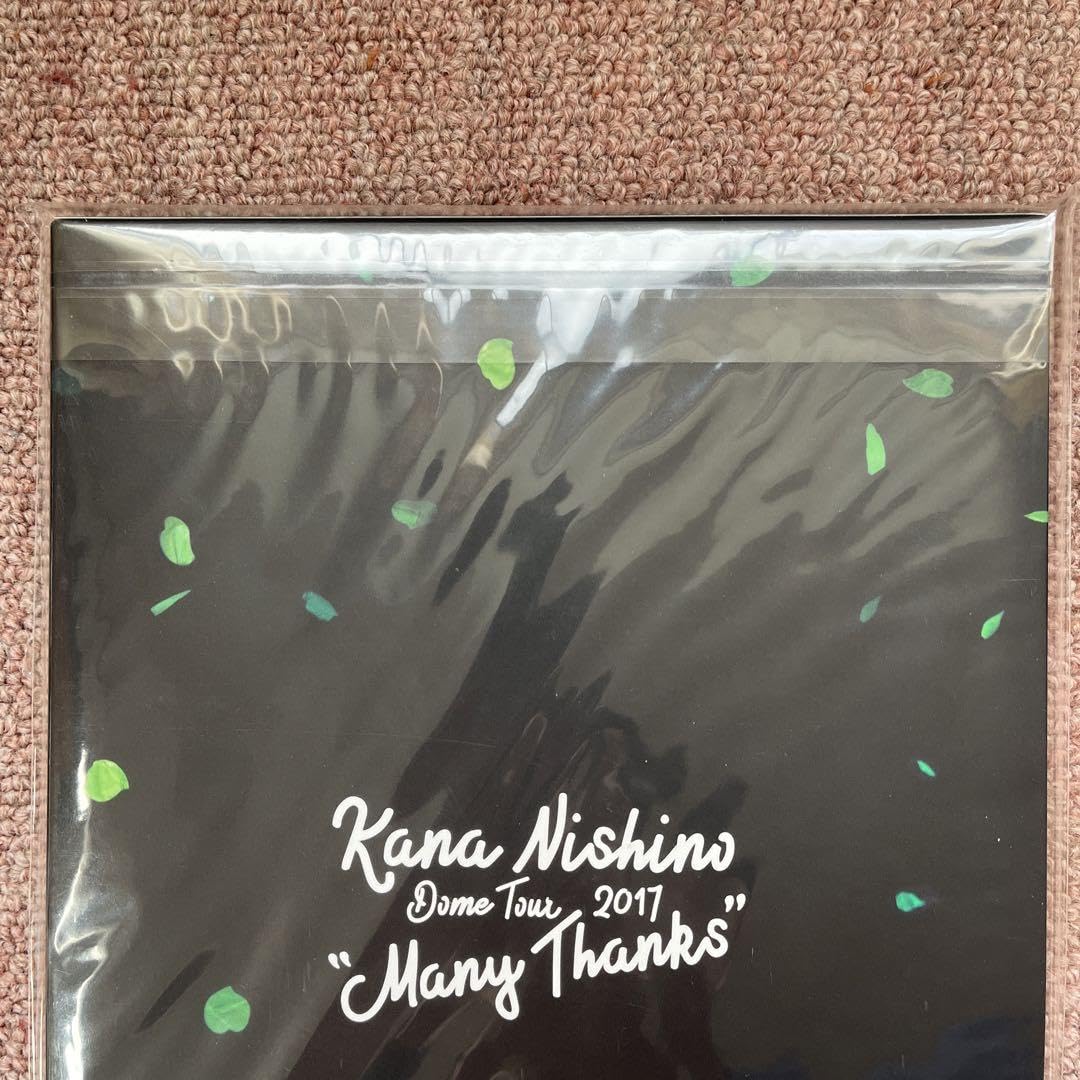 Kana Nishino
Dome Tour 2017
“Many Thanks”